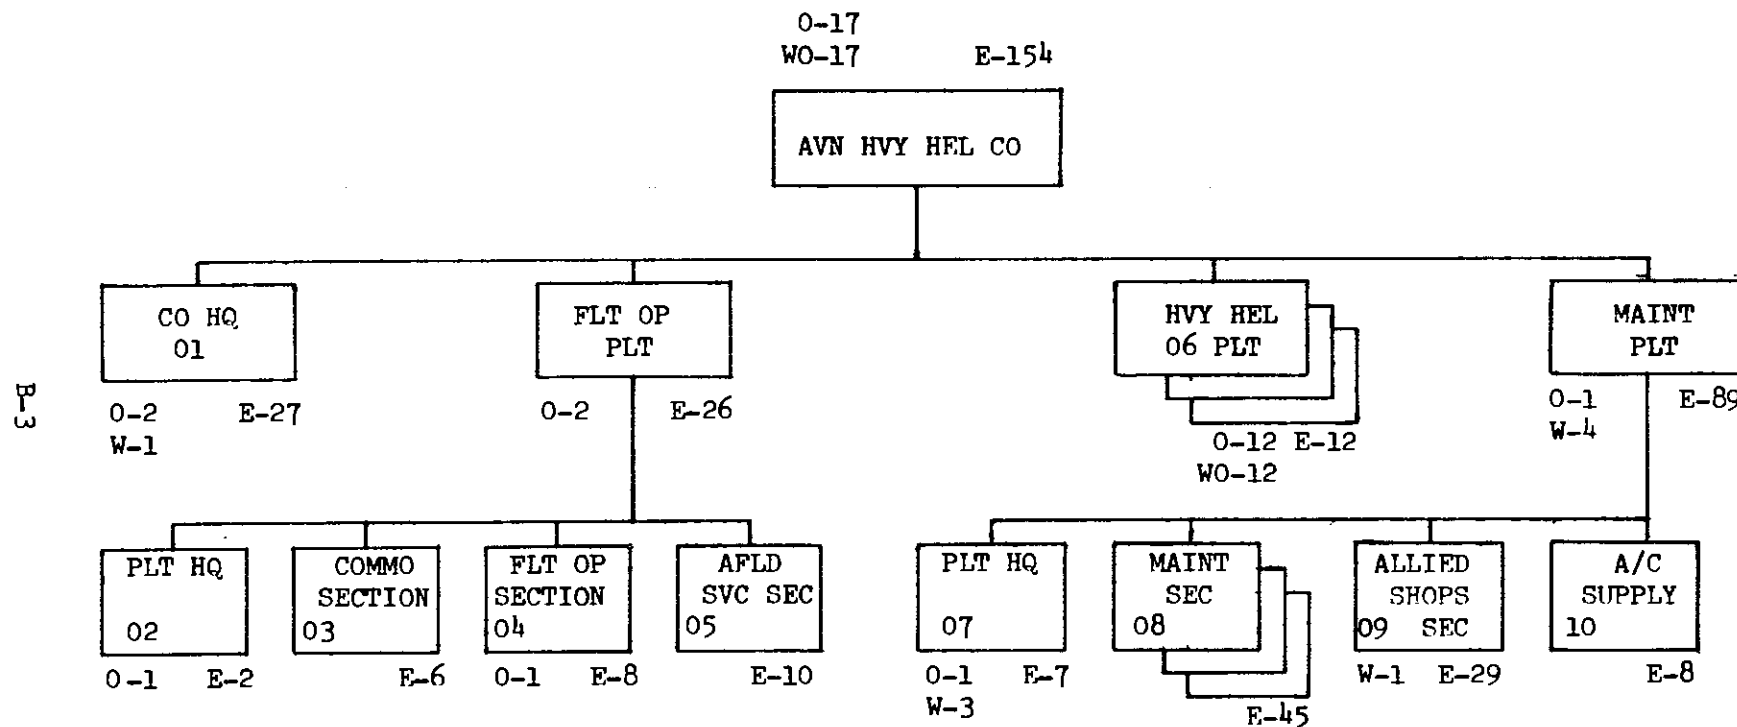 O-17
WO-17 E-154
AVN HVY HEL CO
CO HQ
01
O-2 E-27
W-1
FLT OP
PLT
O-2 E-26
HVY HEL
06 PLT
O-12 E-12
WO-12
MAINT
PLT
O-1 E-89
W-4
PLT HQ
02
O-1 E-2
COMMO
SECTION
03
E-6
FLT OP
SECTION
04
O-1 E-8
AFLD
SVC SEC
05
E-10
PLT HQ
07
O-1 E-7
W-3
MAINT
SEC
08
E-45
ALLIED
SHOPS
09 SEC
W-1 E-29
A/C
SUPPLY
10
E-8
B-3